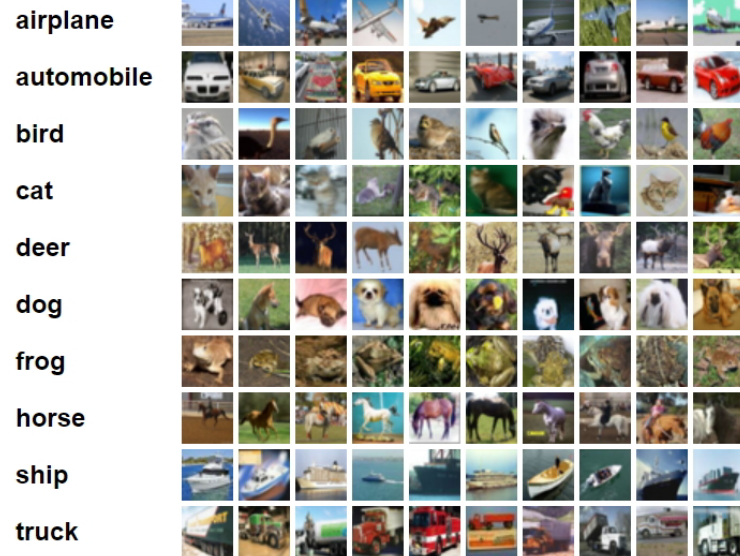 airplane
automobile
bird
cat
deer
dog
frog
horse
ship
truck